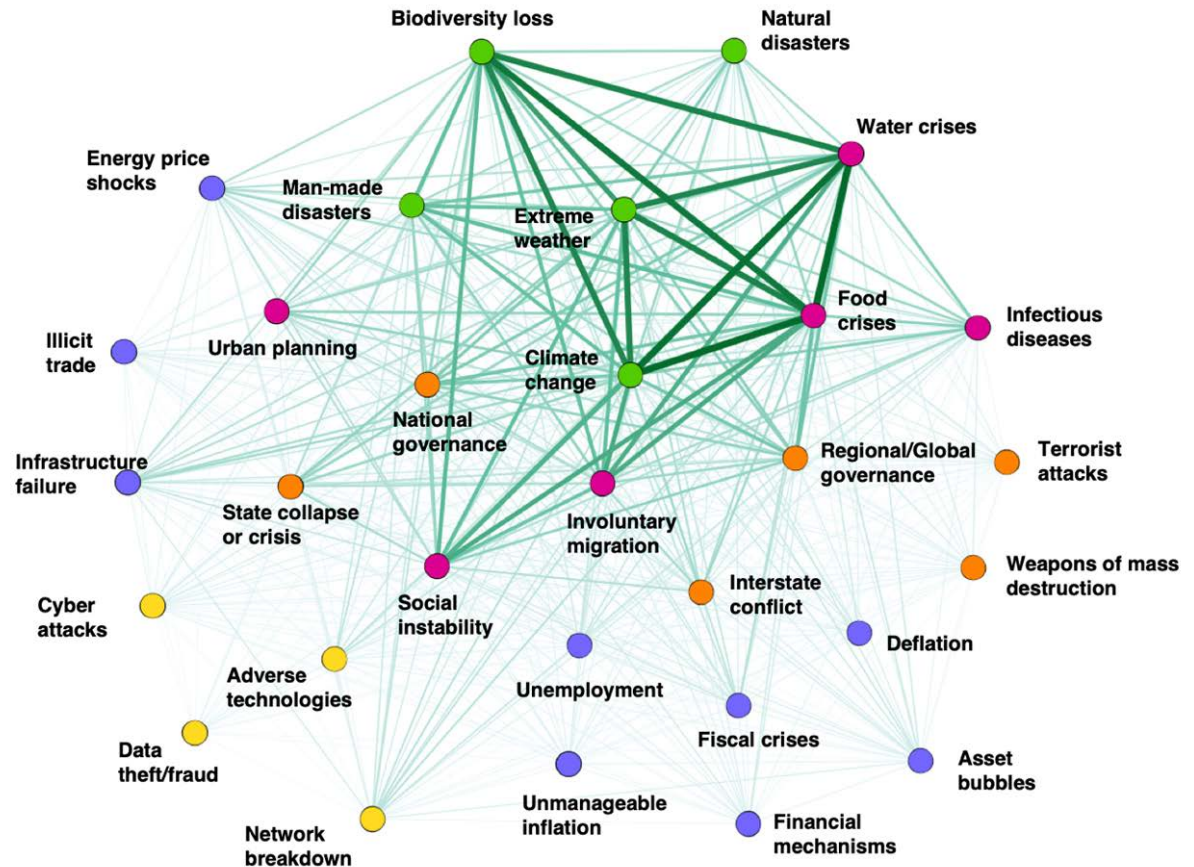 Biodiversity loss
Natural
disasters
Water crises
Energy price
shocks
Man-made
disasters
Extreme
weather
Food
crises
Infectious
diseases
Illicit
trade
Urban planning
Climate
change
National
governance
Regional/Global
governance
Terrorist
attacks
Infrastructure
failure
State collapse
or crisis
Involuntary
migration
Weapons of mass
destruction
Interstate
conflict
Cyber
attacks
Social
instability
Deflation
Adverse
technologies
Unemployment
Fiscal crises
Data
theft/fraud
Asset
bubbles
Unmanageable
inflation
Financial
mechanisms
Network
breakdown